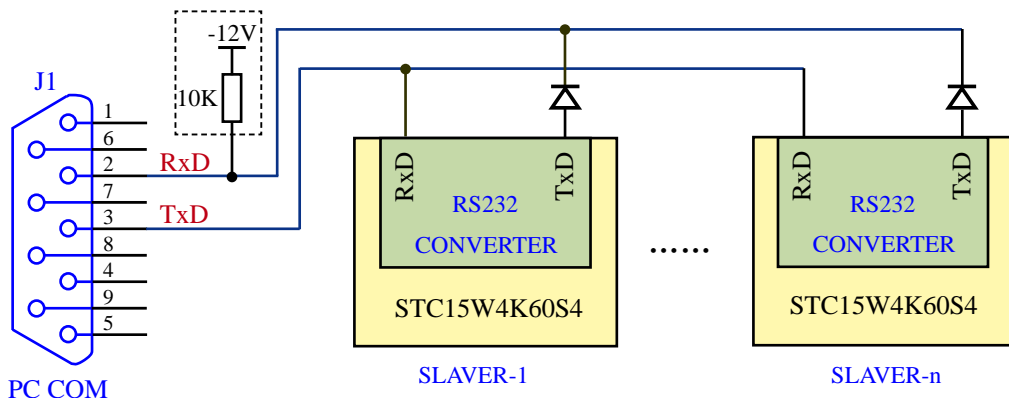 J1
1
6
2
7
3
8
4
9
5
PC COM
-12V
10K
RxD
TxD
RxD
TxD
RS232
CONVERTER
STC15W4K60S4
SLAVER-1
......
RxD
TxD
RS232
CONVERTER
STC15W4K60S4
SLAVER-n